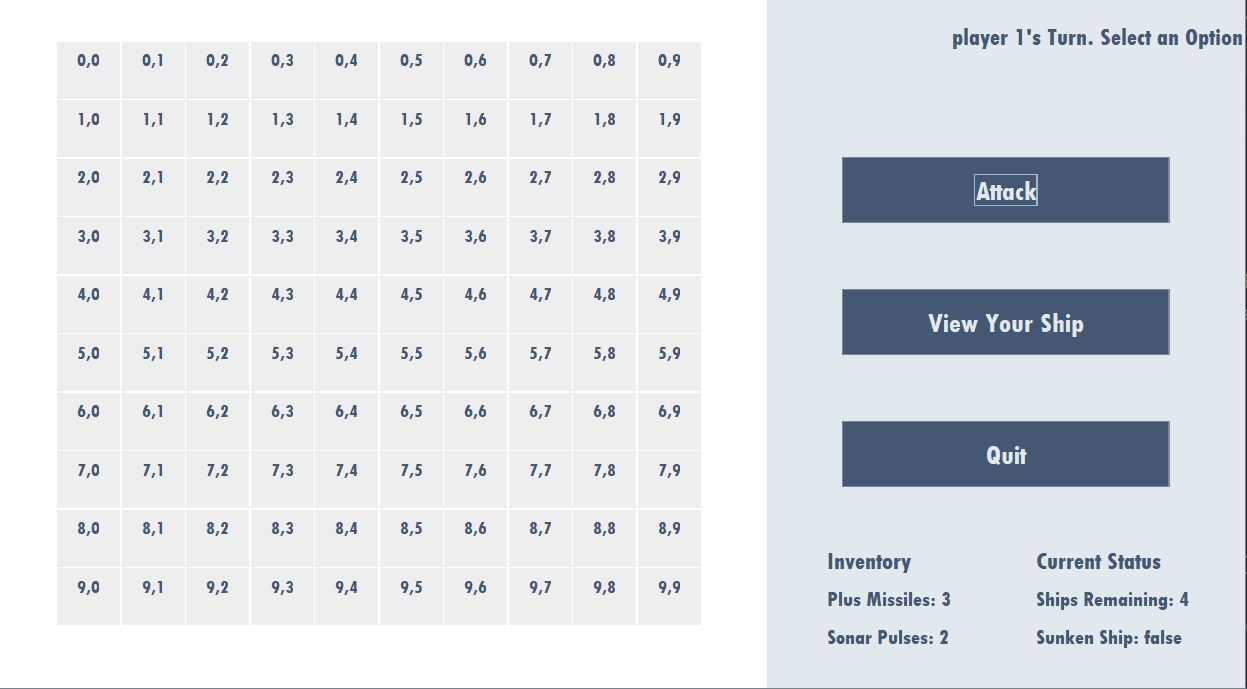 0,0 0,1 0,2 0,3 0,4 0,5 0,6 0,7 0,8 0,9
1,0 1,1 1,2 1,3 1,4 1,5 1,6 1,7 1,8 1,9
2,0 2,1 2,2 2,3 2,4 2,5 2,6 2,7 2,8 2,9
3,0 3,1 3,2 3,3 3,4 3,5 3,6 3,7 3,8 3,9
4,0 4,1 4,2 4,3 4,4 4,5 4,6 4,7 4,8 4,9
5,0 5,1 5,2 5,3 5,4 5,5 5,6 5,7 5,8 5,9
6,0 6,1 6,2 6,3 6,4 6,5 6,6 6,7 6,8 6,9
7,0 7,1 7,2 7,3 7,4 7,5 7,6 7,7 7,8 7,9
8,0 8,1 8,2 8,3 8,4 8,5 8,6 8,7 8,8 8,9
9,0 9,1 9,2 9,3 9,4 9,5 9,6 9,7 9,8 9,9
player 1's Turn. Select an Option
Attack
View Your Ship
Quit
Inventory
Plus Missiles: 3
Sonar Pulses: 2
Current Status
Ships Remaining: 4
Sunken Ship: false